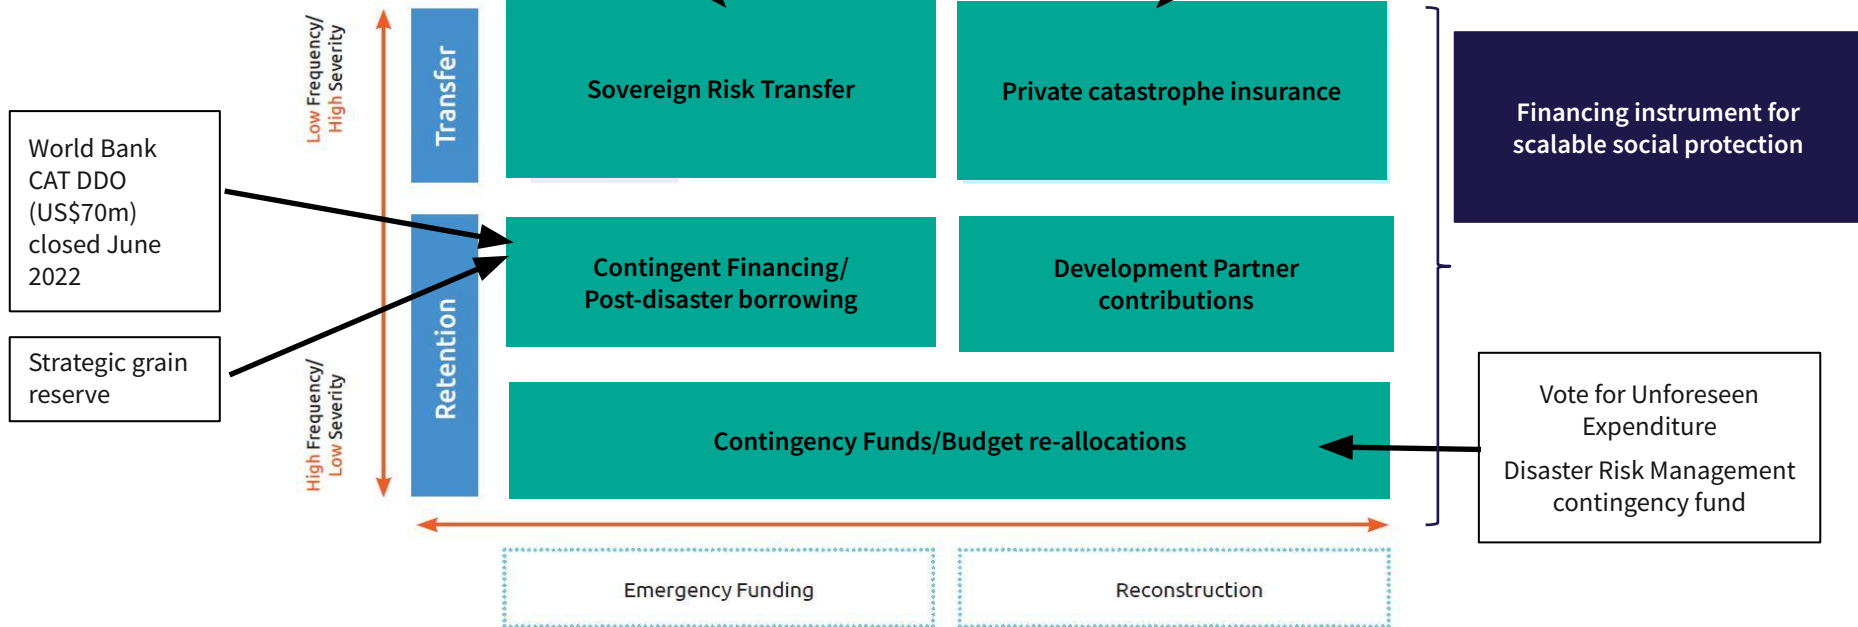 Low Frequency/
High Severity
Transfer
Sovereign Risk Transfer
Private catastrophe insurance
Financing instrument for
scalable social protection
World Bank
CAT DDO
(US$70m)
closed June
2022
Strategic grain
reserve
High Frequency/
Low Severity
Retention
Contingent Financing/
Post-disaster borrowing
Development Partner
contributions
Contingency Funds/Budget re-allocations
Vote for Unforeseen
Expenditure
Disaster Risk Management
contingency fund
Emergency Funding
Reconstruction